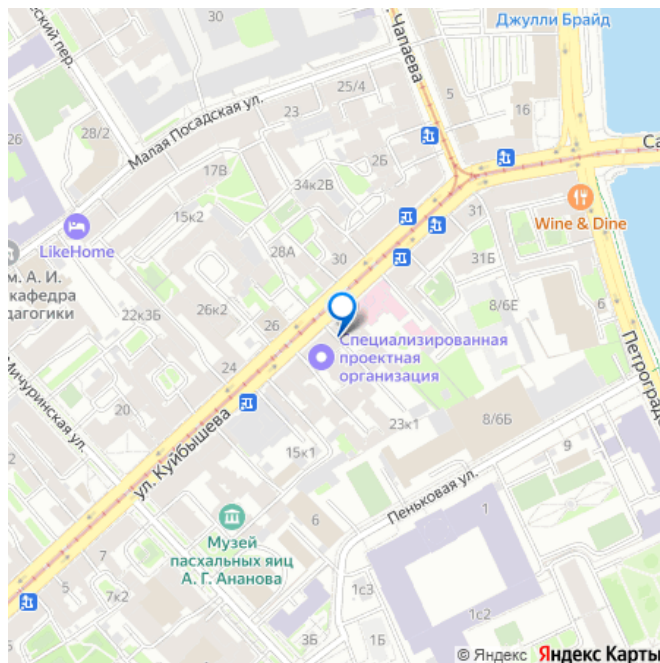 Джулли Брайд
ский пер.
30
25/4
ул. Чапаева
5
16
26
28/2
Малая Посадская ул.
23
2Б
Са
17В
34к2В
31
Wine & Dine
15к2
LikeHome
28А
30
31Б
м. А. И.
кафедра
дагогики
22к3Б
26к2
26
8/6Е
6
Специализированная
проектная
организация
24
Петроград
Мичуринская ул.
20
ул. Куйбышева
23к1
8/6Б
15к1
9
Пеньковая ул.
Музей
пасхальных яиц
А. Г. Ананова
6
1
7
5
7к2
1с3
1с2
3Б
1Б
© Яндекс Яндекс Карты